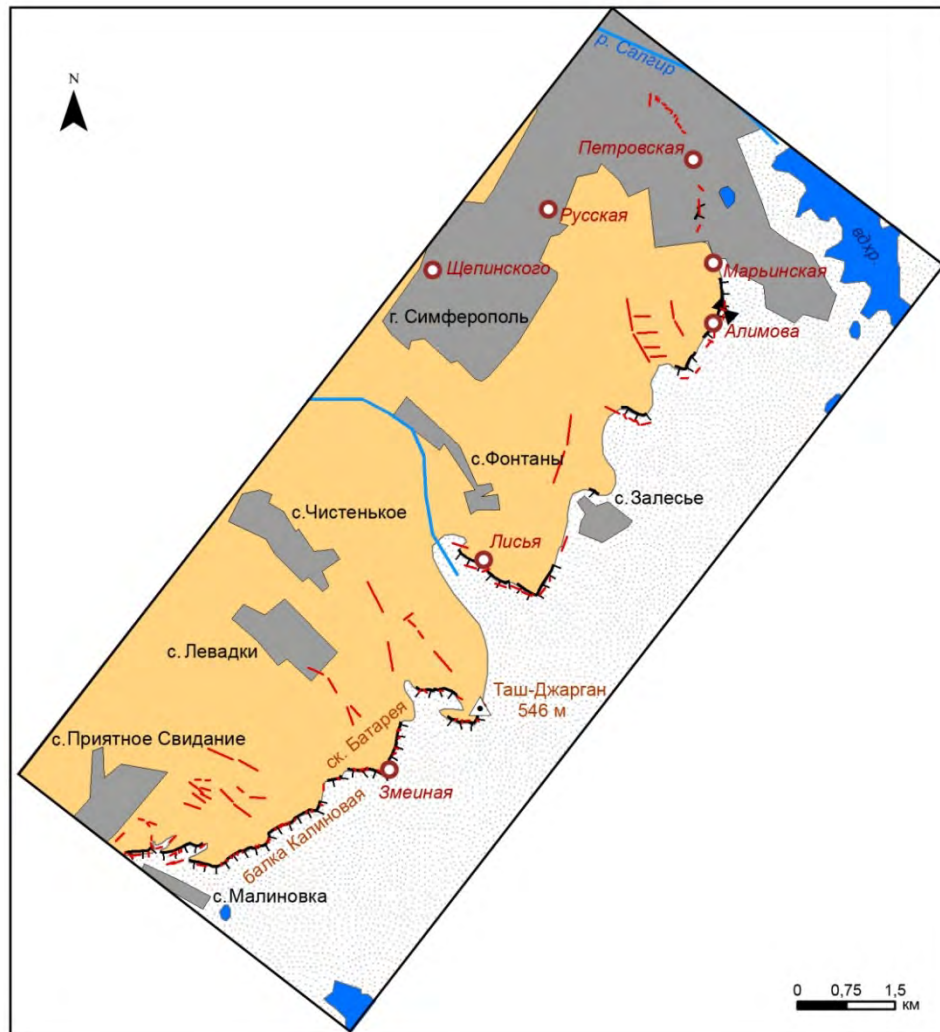 N
р. Салгир
Петровская
Русская
вдхр.
Щепинского
Марьинская
г. Симферополь
Алимова
с.Фонтаны
с.Залесье
с.Чистенькое
Лисья
с.Левадки
Таш-Джарган
546 м
ск. Батарея
с.Приятное Свидание
Змеиная
балка Калиновая
с.Малиновка
0 0,75 1,5
км